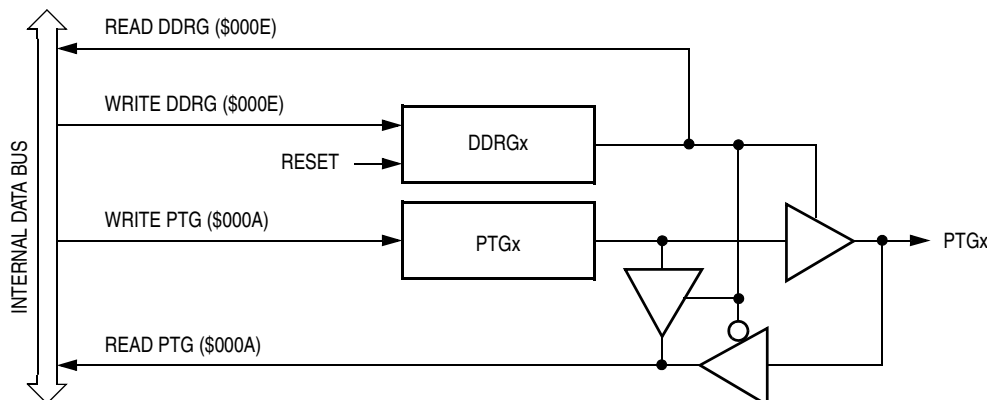 READ DDRG ($000E)
WRITE DDRG ($000E)
DDRGx
RESET
INTERNAL DATA BUS
WRITE PTG ($000A)
PTGx
PTGx
READ PTG ($000A)